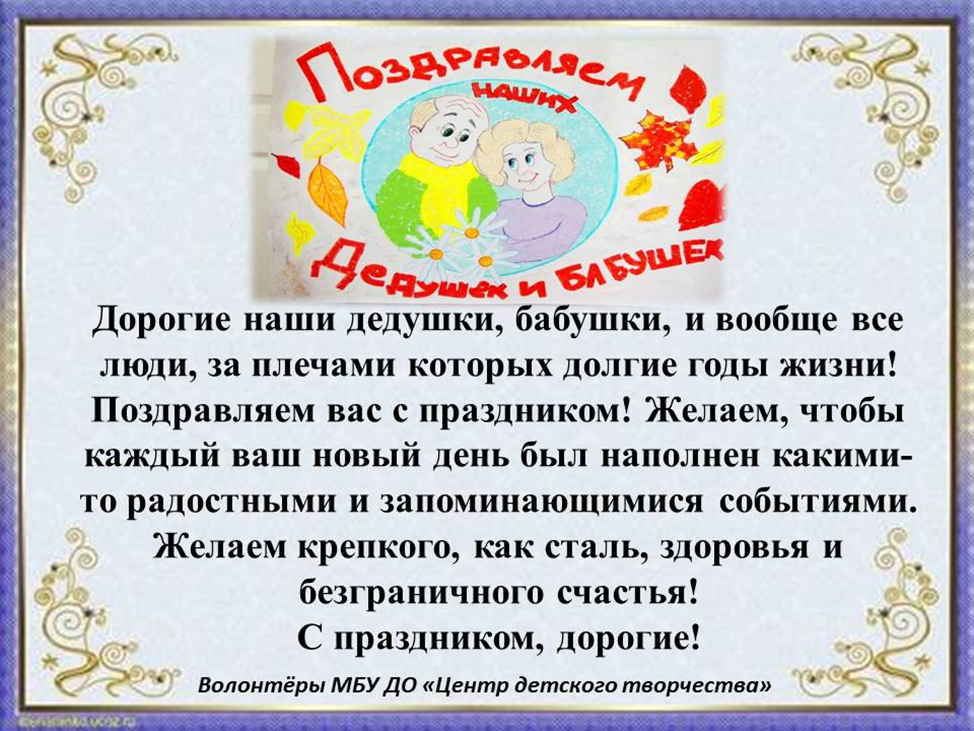 Поздравляем
наших
Дедушек и БАБУШЕК
Дорогие наши дедушки, бабушки, и вообще все
люди, за плечами которых долгие годы жизни!
Поздравляем вас с праздником! Желаем, чтобы
каждый ваш новый день был наполнен какими-
то радостными и запоминающимися событиями.
Желаем крепкого, как сталь, здоровья и
безграничного счастья!
С праздником, дорогие!
Волонтёры МБУ ДО «Центр детского творчества»